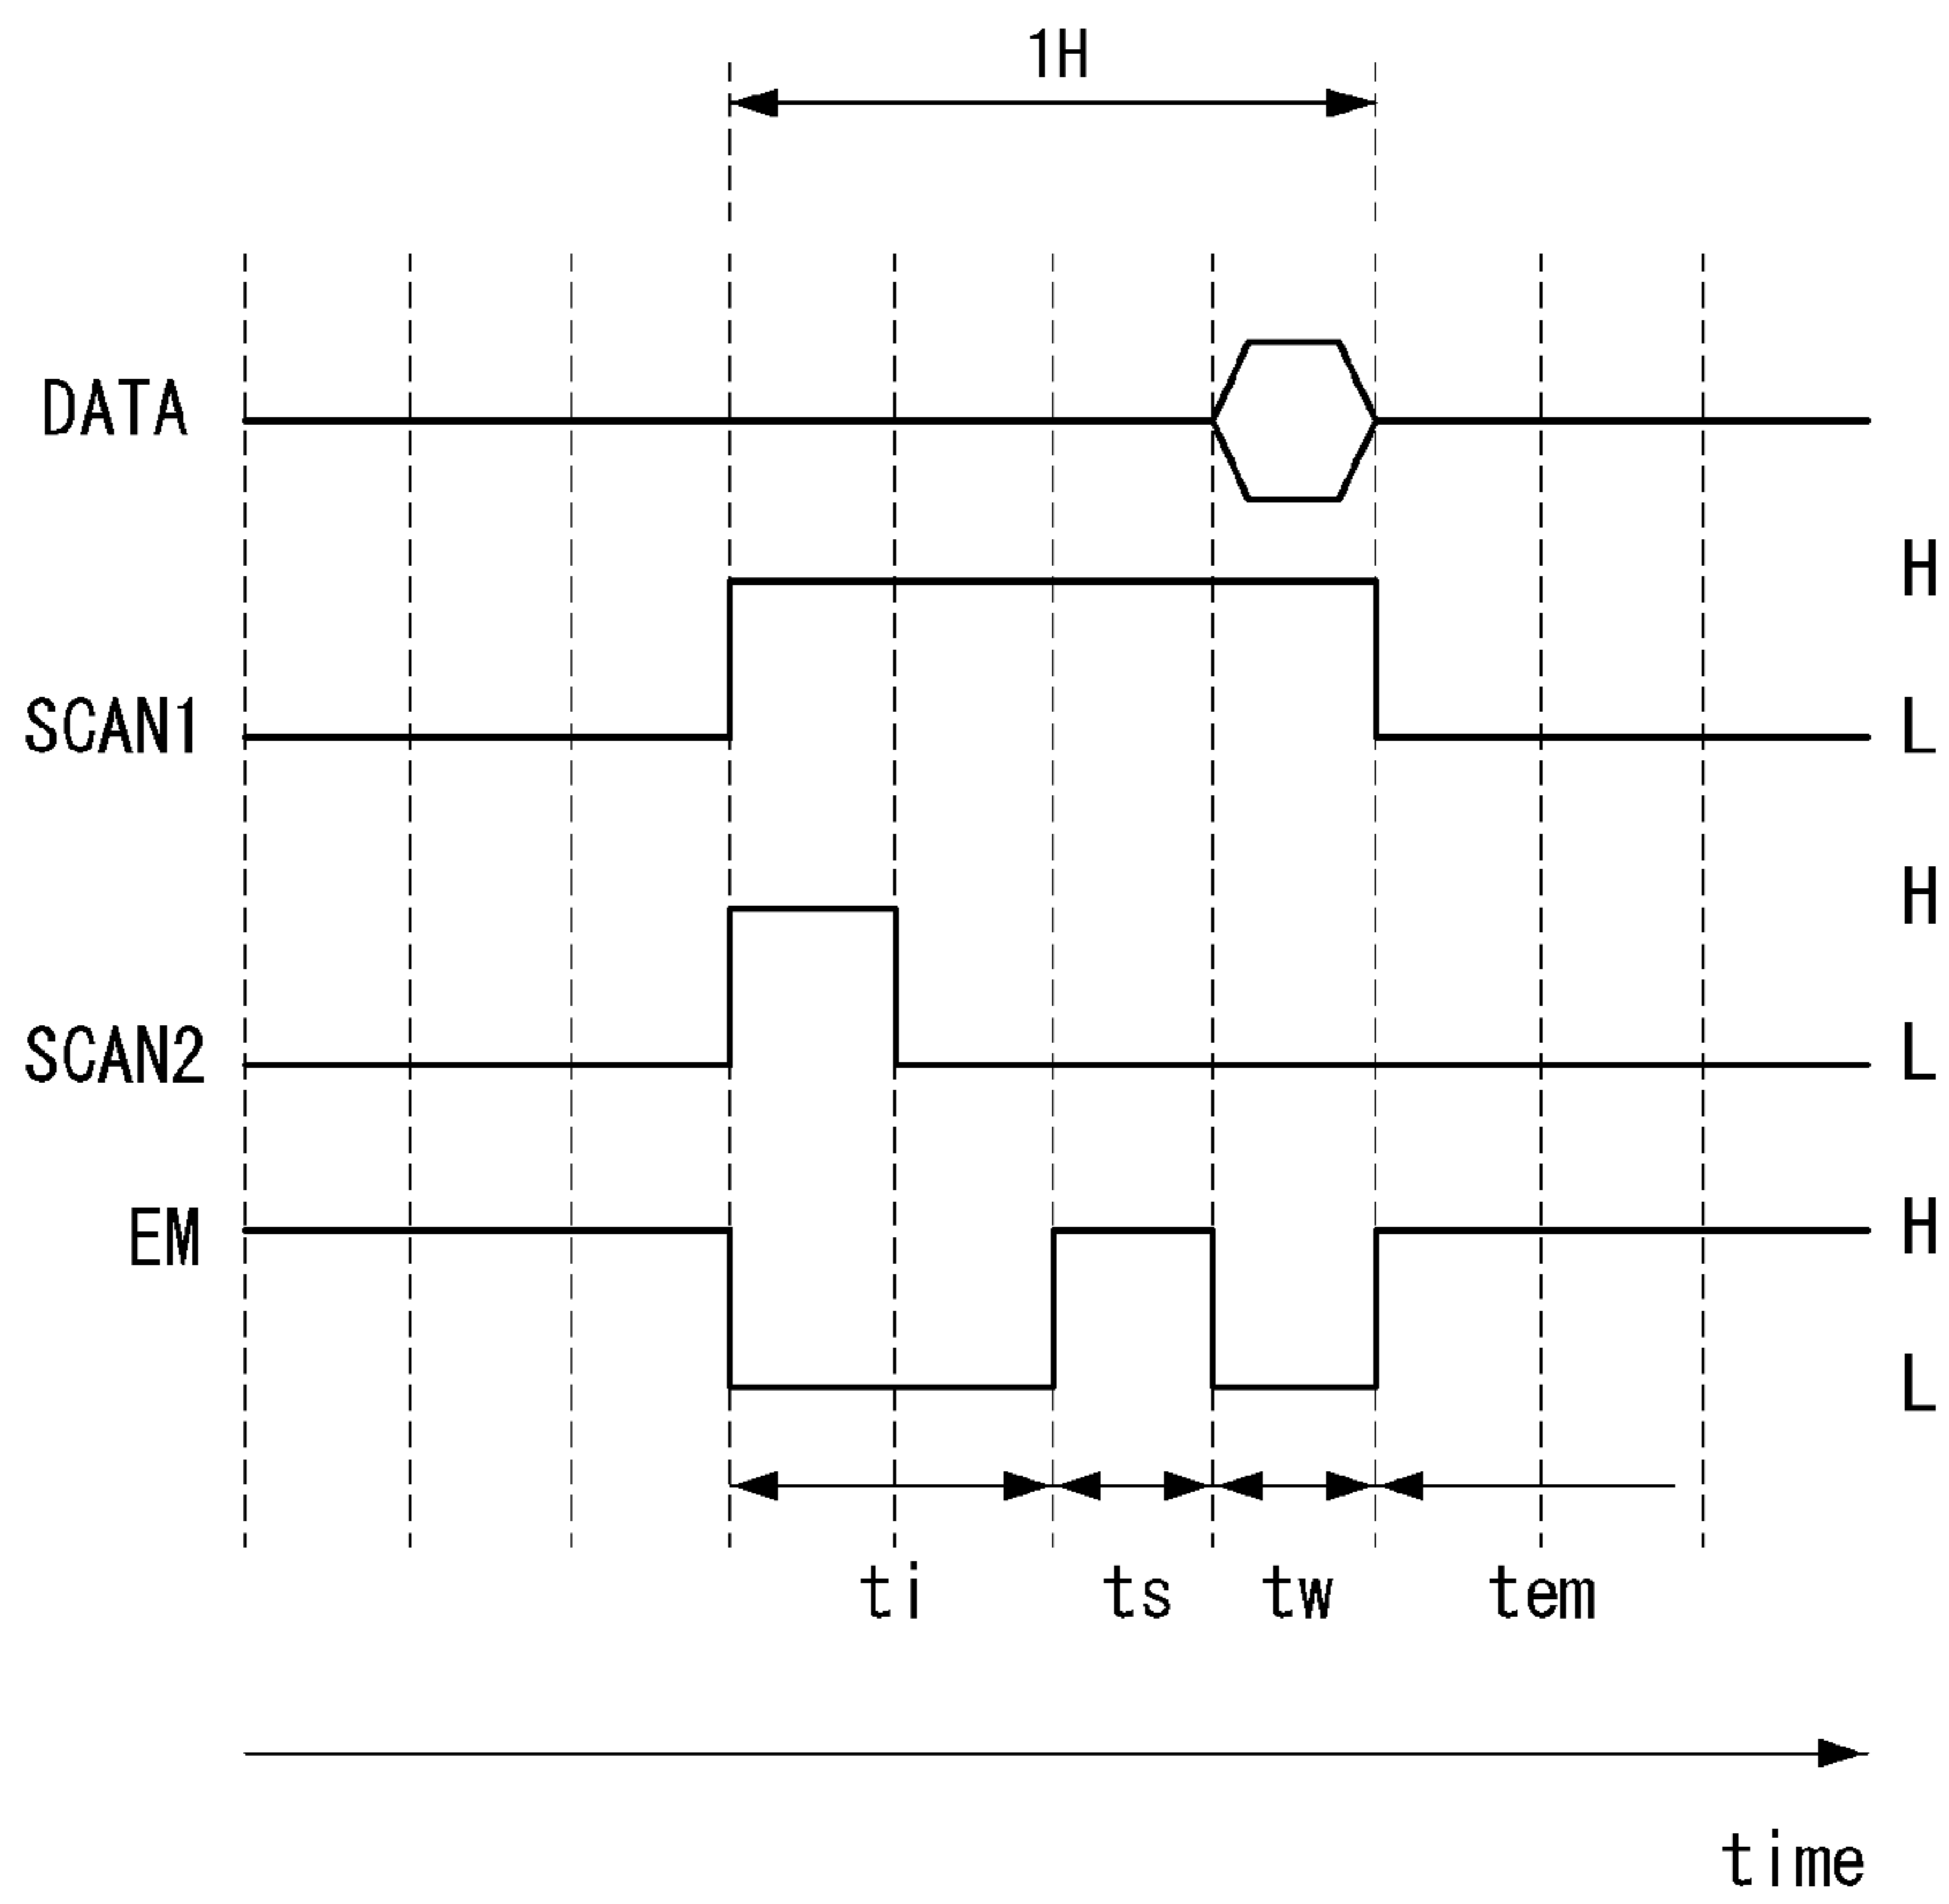 1H
DATA
H
SCAN1 L
H
SCAN2 L
EM H
L
ti ts tw tem
time